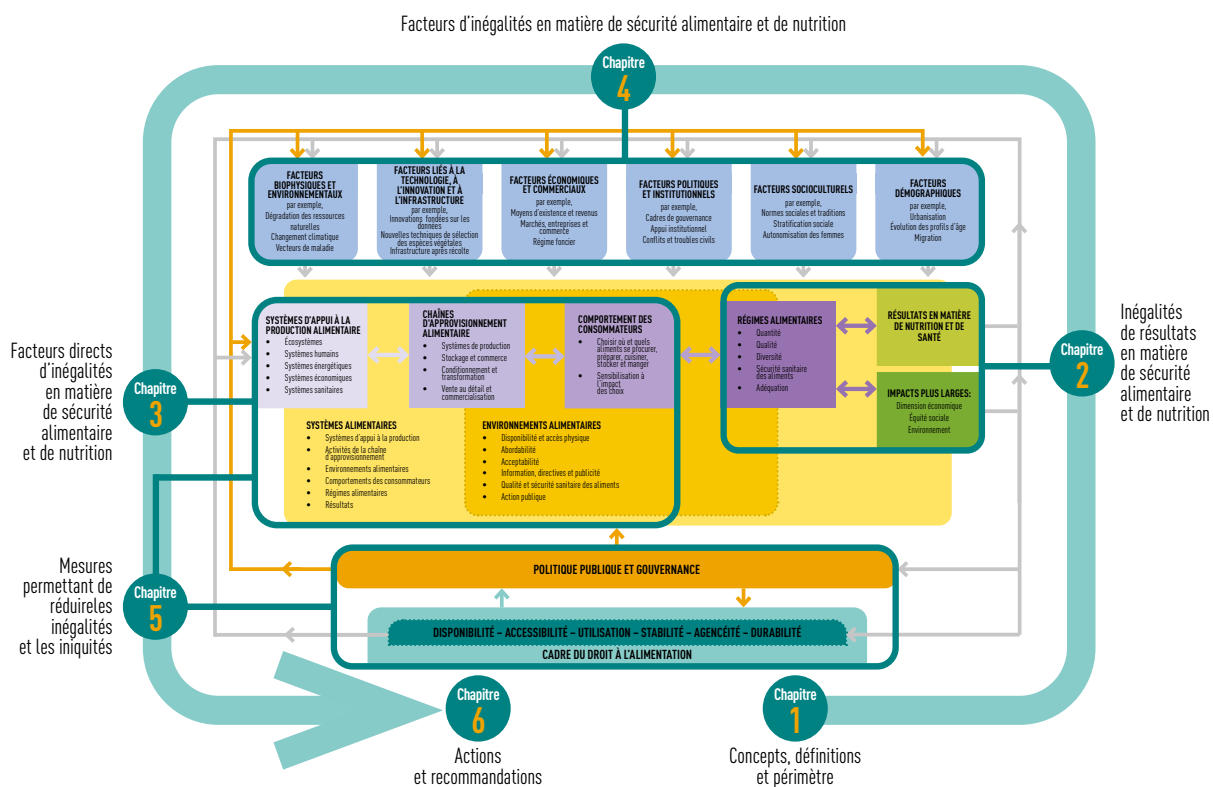 Facteurs d'inégalités en matière de sécurité alimentaire et de nutrition
Chapitre
4
FACTEURS
BIOPHYSIQUES ET
ENVIRONNEMENTAUX
par exemple,
Dégradation des ressources
naturelles
Changement climatique
Vecteurs de maladie
FACTEURS LIÉS À LA
TECHNOLOGIE, À
L'INNOVATION ET À
L'INFRASTRUCTURE
par exemple,
Innovations fondées sur les
données
Nouvelles techniques de sélection
des espèces végétales
Infrastructure après récolte
FACTEURS ÉCONOMIQUES
ET COMMERCIAUX
par exemple,
Moyens d'existence et revenus
Marchés, entreprises et
commerce
Régime foncier
FACTEURS POLITIQUES
ET INSTITUTIONNELS
par exemple,
Cadres de gouvernance
Appui institutionnel
Conflits et troubles civils
FACTEURS SOCIOCULTURELS
par exemple,
Normes sociales et traditions
Stratification sociale
Autonomisation des femmes
FACTEURS
DÉMOGRAPHIQUES
par exemple,
Urbanisation
Évolution des profils d'âge
Migration
SYSTÈMES D'APPUI À LA
PRODUCTION ALIMENTAIRE
• Écosystèmes
• Systèmes humains
• Systèmes énergétiques
• Systèmes économiques
• Systèmes sanitaires
CHAÎNES
D'APPROVISIONNEMENT
ALIMENTAIRE
• Systèmes de production
• Stockage et commerce
• Conditionnement et
transformation
• Vente au détail et
commercialisation
COMPORTEMENT DES
CONSOMMATEURS
• Choisir où et quels
aliments se procurer,
préparer, cuisiner,
stocker et manger
• Sensibilisation à
l'impact
des choix
RÉGIMES ALIMENTAIRES
• Quantité
• Qualité
• Diversité
• Sécurité sanitaire
des aliments
• Adéquation
RÉSULTATS EN MATIÈRE
DE NUTRITION ET DE
SANTÉ
IMPACTS PLUS LARGES:
Dimension économique
Équité sociale
Environnement
Inégalités
de résultats
en matière
de sécurité
alimentaire
et de nutrition
Chapitre
2
Facteurs directs
d'inégalités
en matière
de sécurité
alimentaire
et de nutrition
Chapitre
3
SYSTÈMES ALIMENTAIRES
• Systèmes d'appui à la production
• Activités de la chaîne
d'approvisionnement
• Environnements alimentaires
• Comportements des consommateurs
• Régimes alimentaires
• Résultats
ENVIRONNEMENTS ALIMENTAIRES
• Disponibilité et accès physique
• Abordabilité
• Acceptabilité
• Information, directives et publicité
• Qualité et sécurité sanitaire des aliments
• Action publique
Mesures
permettant de
réduireles
inégalités
et les iniquités
Chapitre
5
POLITIQUE PUBLIQUE ET GOUVERNANCE
DISPONIBILITÉ – ACCESSIBILITÉ – UTILISATION – STABILITÉ – AGENCÉITÉ – DURABILITÉ
CADRE DU DROIT À L'ALIMENTATION
Chapitre
6
Actions
et recommandations
Chapitre
1
Concepts, définitions
et périmètre